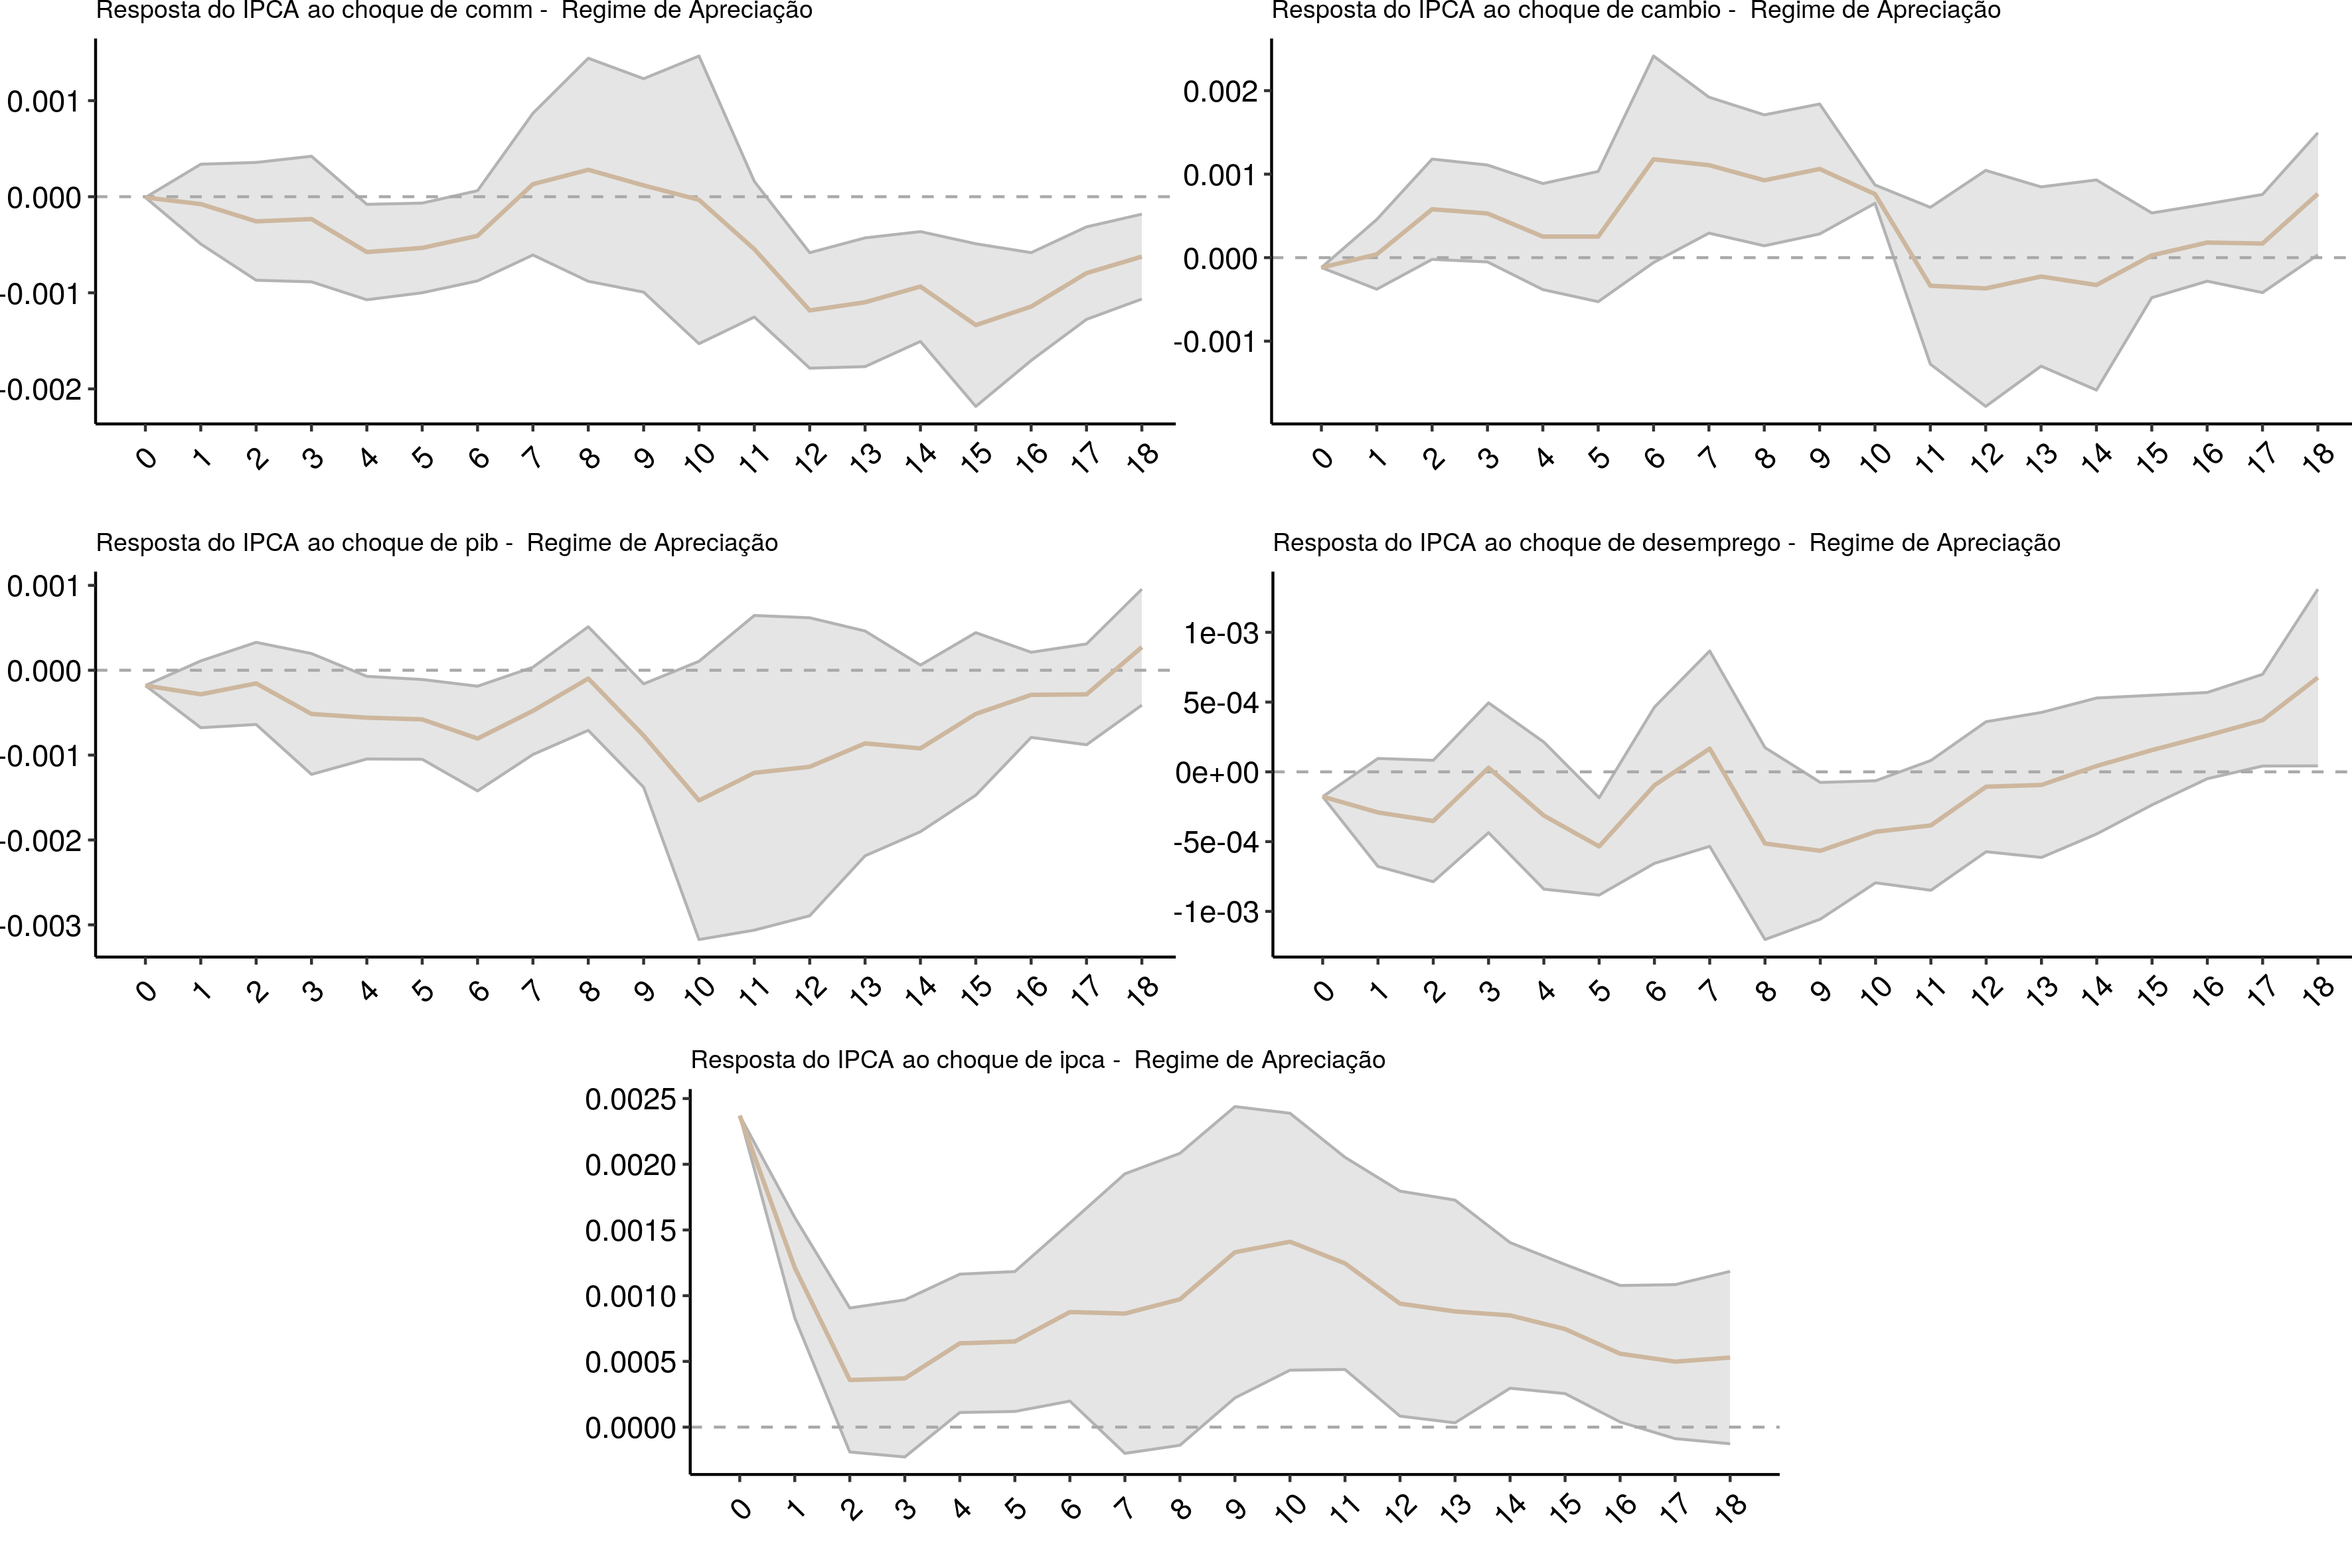 Resposta do IPCA ao choque de comm -  Regime de Apreciação
0.001
0.000
-0.001
-0.002
0 1 2 3 4 5 6 7 8 9 10 11 12 13 14 15 16 17 18
Resposta do IPCA ao choque de cambio -  Regime de Apreciação
0.002
0.001
0.000
-0.001
0 1 2 3 4 5 6 7 8 9 10 11 12 13 14 15 16 17 18
Resposta do IPCA ao choque de pib -  Regime de Apreciação
0.001
0.000
-0.001
-0.002
-0.003
0 1 2 3 4 5 6 7 8 9 10 11 12 13 14 15 16 17 18
Resposta do IPCA ao choque de desemprego -  Regime de Apreciação
1e-03
5e-04
0e+00
-5e-04
-1e-03
0 1 2 3 4 5 6 7 8 9 10 11 12 13 14 15 16 17 18
Resposta do IPCA ao choque de ipca -  Regime de Apreciação
0.0025
0.0020
0.0015
0.0010
0.0005
0.0000
0 1 2 3 4 5 6 7 8 9 10 11 12 13 14 15 16 17 18